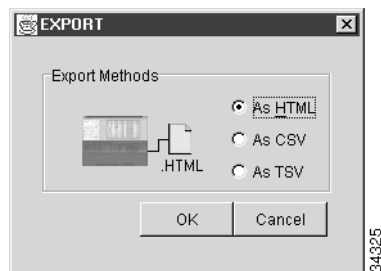 EXPORT
Export Methods
As HTML
As CSV
As TSV
.HTML
OK Cancel
34325